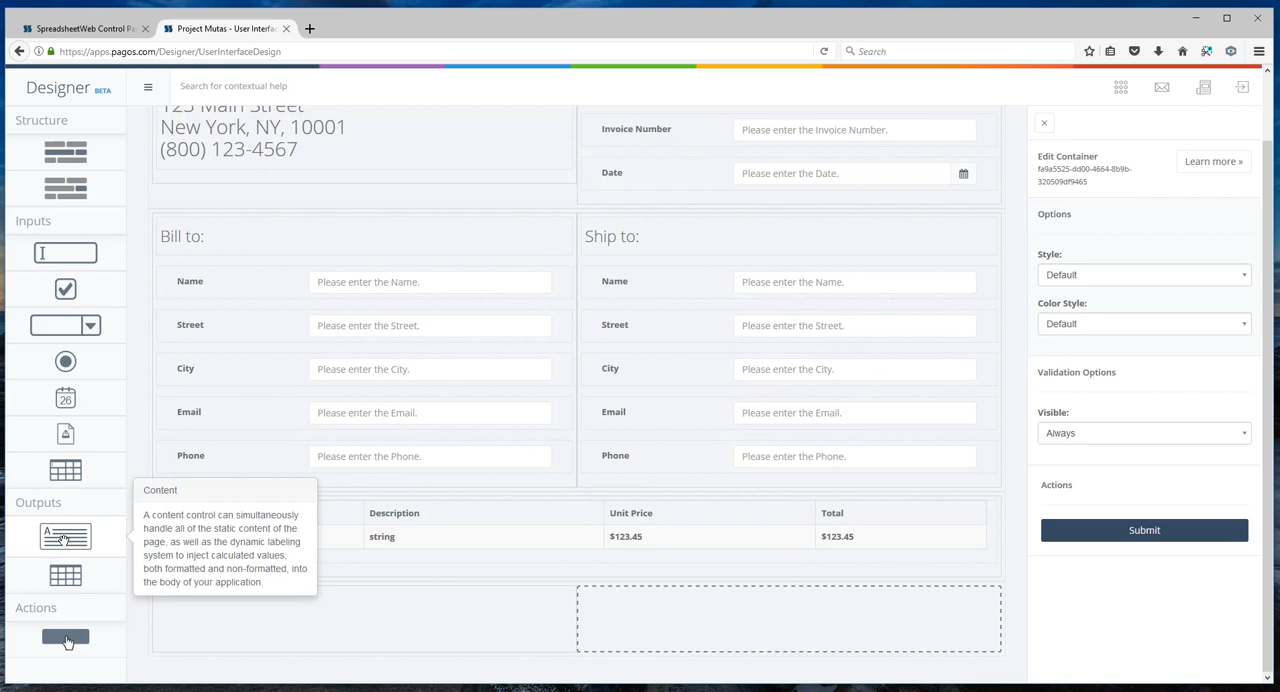 SpreadsheetWeb Control Pa
Project Mutas - User Interfac
https://apps.pagos.com/Designer/UserInterfaceDesign
Search
Designer BETA
Search for contextual help
Structure
Inputs
26
Outputs
A
Actions
123 Main Street
New York, NY, 10001
(800) 123-4567
Invoice Number
Please enter the Invoice Number.
Date
Please enter the Date.
Bill to:
Ship to:
Name
Please enter the Name.
Name
Please enter the Name.
Street
Please enter the Street.
Street
Please enter the Street.
City
Please enter the City.
City
Please enter the City.
Email
Please enter the Email.
Email
Please enter the Email.
Phone
Please enter the Phone.
Phone
Please enter the Phone.
Description
Unit Price
Total
string
$123.45
$123.45
Content
A content control can simultaneously
handle all of the static content of the
page, as well as the dynamic labeling
system to inject calculated values,
both formatted and non-formatted, into
the body of your application.
Edit Container
fa9a5525-dd00-4664-8b9b-
320509df9465
Learn more »
Options
Style:
Default
Color Style:
Default
Validation Options
Visible:
Always
Actions
Submit